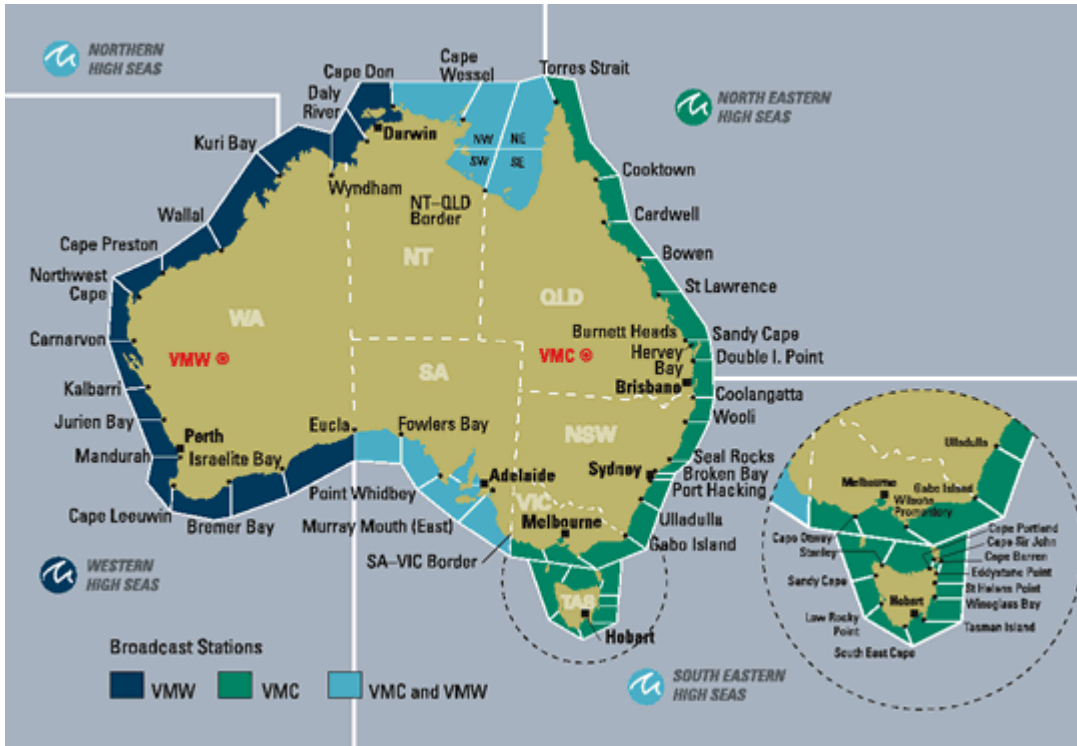 NORTHERN
HIGH SEAS
Cape Don
Cape
Wessel
Torres Strait
Daly
River
NORTH EASTERN
HIGH SEAS
Darwin
Kuri Bay
NW
NE
SW
SE
Wyndham
Cooktown
NT–QLD
Border
Wallal
Cardwell
Cape Preston
NT
Bowen
Northwest
Cape
St Lawrence
QLD
WA
Burnett Heads
Sandy Cape
Carnarvon
Hervey
Bay
Double I. Point
VMW
VMC
SA
Brisbane
Kalbarri
Coolangatta
Jurien Bay
Eucla
Fowlers Bay
Wooli
NSW
Perth
Mandurah
Israelite Bay
Adelaide
Sydney
Seal Rocks
Broken Bay
Port Hacking
Point Whidbey
Cape Leeuwin
Bremer Bay
Murray Mouth (East)
VIC
Melbourne
Ulladulla
Gabo Island
SA–VIC Border
TAS
Hobart
WESTERN
HIGH SEAS
Ulladulla
Melbourne
Gabo Island
Wilsons
Promontory
Cape Otway
Stanley
Cape Portland
Cape Sir John
Cape Barren
Eddystone Point
Sandy Cape
St Helens Point
Hobart
Wineglass Bay
Low Rocky
Point
Tasman Island
South East Cape
SOUTH EASTERN
HIGH SEAS
Broadcast Stations
VMW
VMC
VMC and VMW